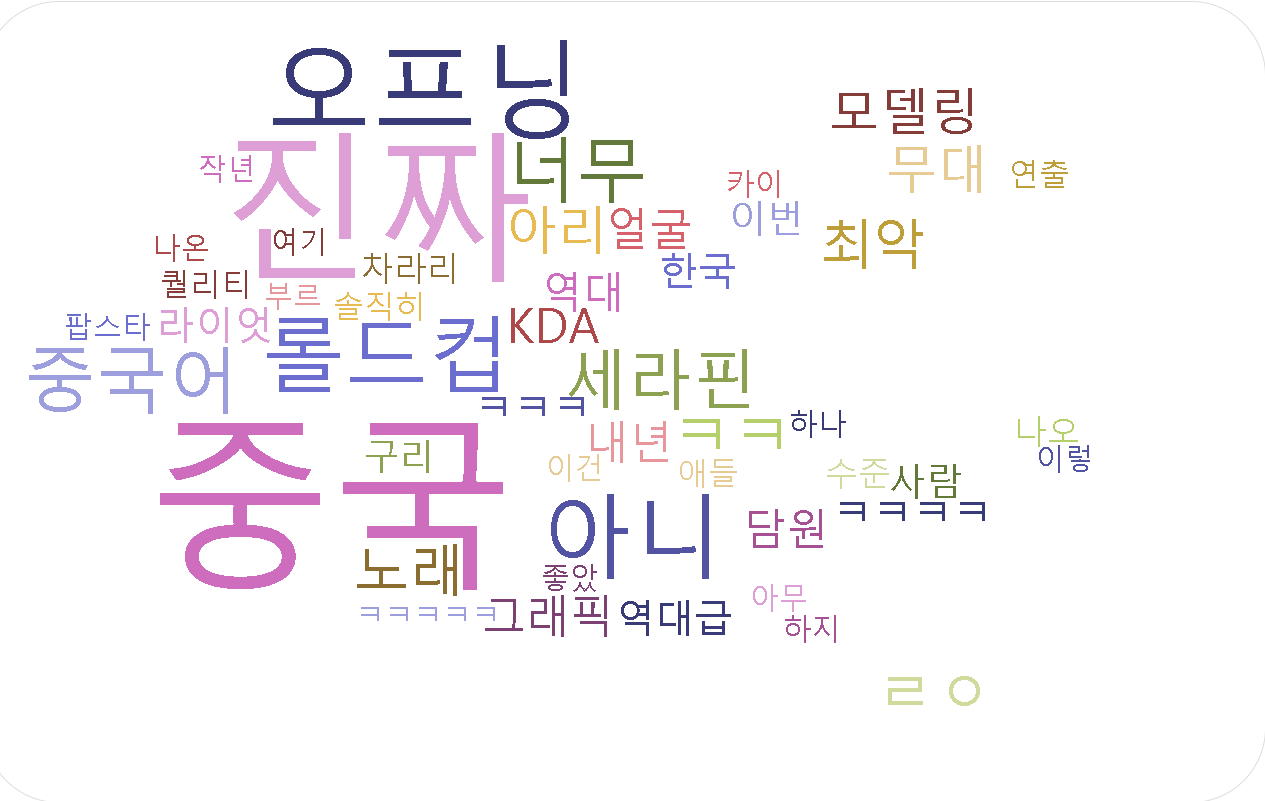 오프닝
모델링
진짜
너무
작년
무대
연출
카이
이번
아리
얼굴
최악
나온
여기
차라리
한국
퀄리티
부르
솔직히
역대
팝스타
라이엇
롤드컵
KDA
중국어
세라핀
ㅋㅋㅋ
중국
구리
내년
ㅋㅋ
하나
나오
이렇
이건
애들
수준
사람
아니
담원
ㅋㅋㅋㅋ
노래
좋았
ㅋㅋㅋㅋㅋ
그래픽
역대급
아무
하지
ㄹㅇ